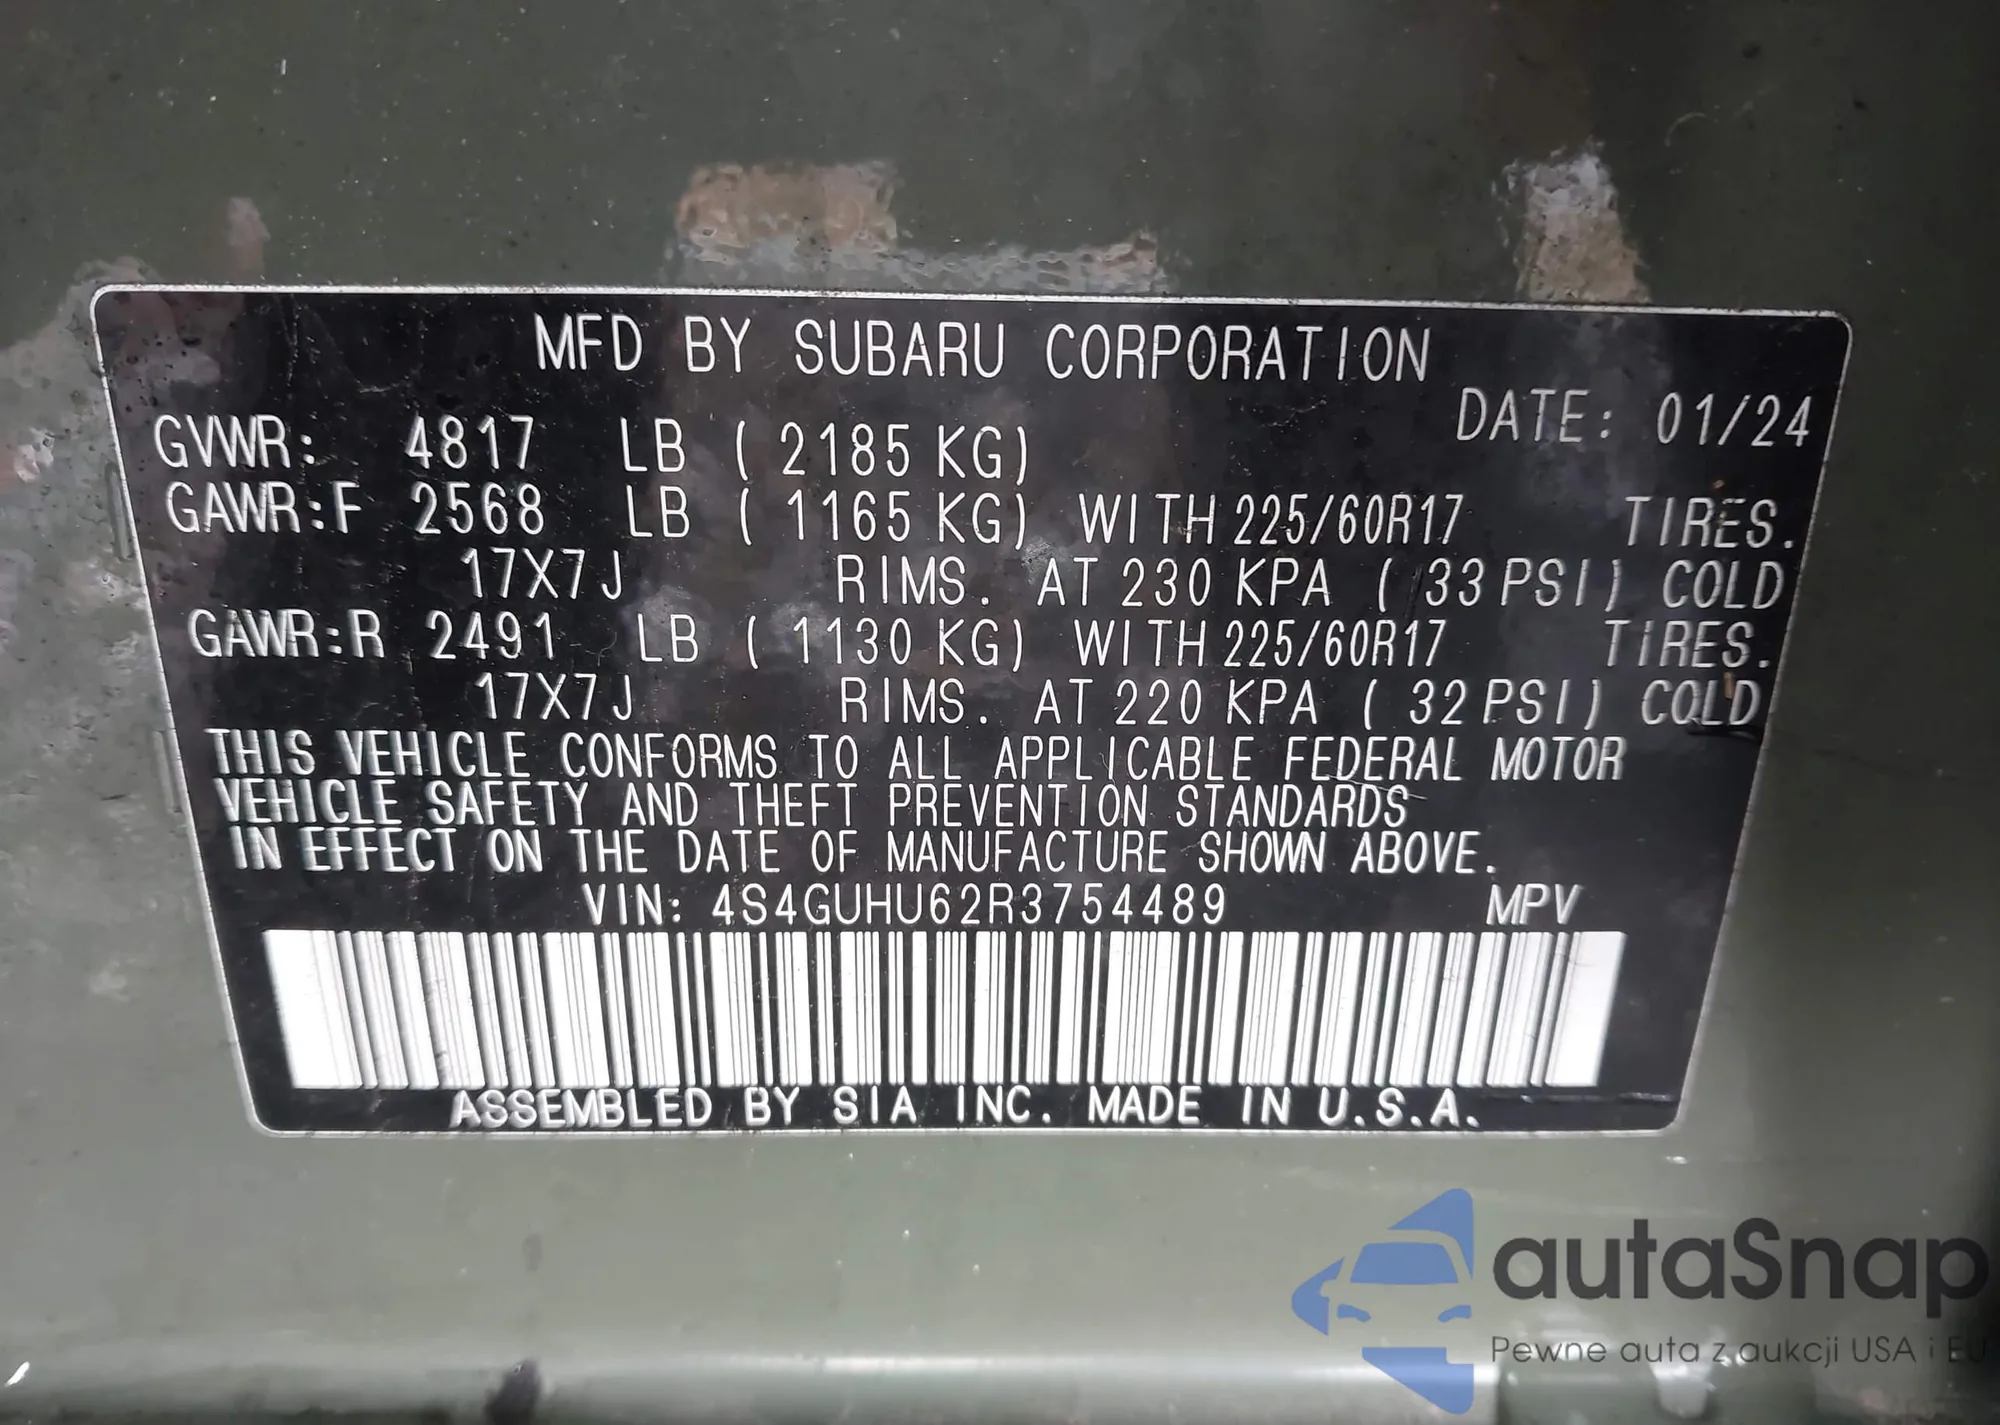 MFD BY SUBARU CORPORATION
DATE: 01/24
GVWR: 4817 LB ( 2185 KG)
GAWR:F 2568 LB ( 1165 KG) WITH 225/60R17 TIRES.
17X7J RIMS. AT 230 KPA ( 33 PSI) COLD
GAWR:R 2491 LB ( 1130 KG) WITH 225/60R17 TIRES.
17X7J RIMS. AT 220 KPA ( 32 PSI) COLD
THIS VEHICLE CONFORMS TO ALL APPLICABLE FEDERAL MOTOR
VEHICLE SAFETY AND THEFT PREVENTION STANDARDS
IN EFFECT ON THE DATE OF MANUFACTURE SHOWN ABOVE.
VIN: 4S4GUHU62R3754489 MPV
ASSEMBLED BY SIA INC. MADE IN U.S.A.
autaSnap
Pewne auta z aukcji USA i EU